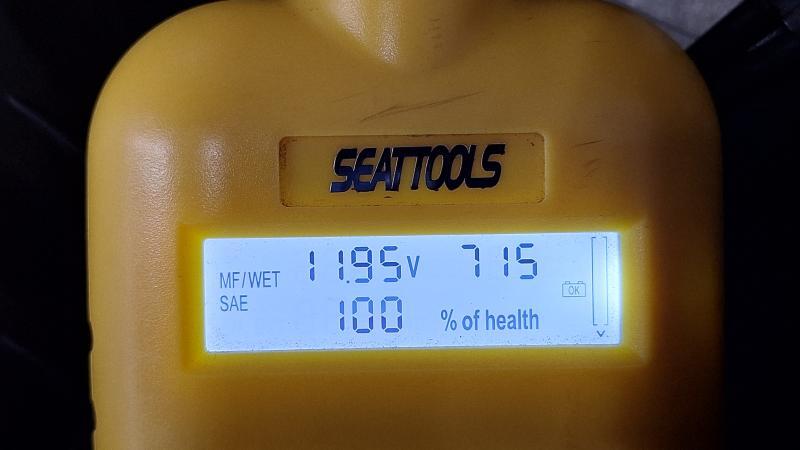 SEATTOOLS
MF/WET 11.95V 715
SAE
OK
100 % of health